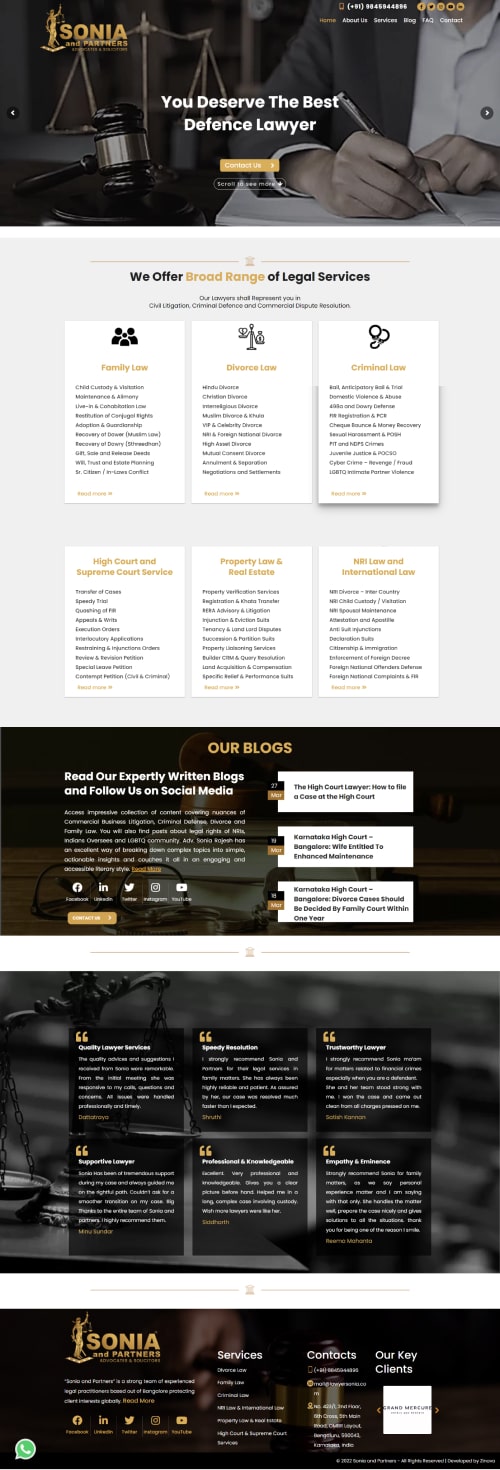 (+91) 9845944896
SONIA
and PARTNERS
ADVOCATES & SOLICITORS
Home About Us Services Blog FAQ Contact
You Deserve The Best
Defence Lawyer
Contact Us
Scroll to see more
We Offer Broad Range of Legal Services
Our Lawyers shall Represent you in
Civil Litigation, Criminal Defence and Commercial Dispute Resolution.
Family Law
Child Custody & Visitation
Maintenance & Alimony
Live-in & Cohabitation Law
Restitution of Conjugal Rights
Adoption & Guardianship
Recovery of Dower (Muslim Law)
Recovery of Dowry (Sthreedhan)
Gift, Sale and Release Deeds
Will, Trust and Estate Planning
Sr. Citizen / In-Laws Conflict
Read more
Divorce Law
Hindu Divorce
Christian Divorce
Interreligious Divorce
Muslim Divorce & Khula
VIP & Celebrity Divorce
NRI & Foreign National Divorce
High Asset Divorce
Mutual Consent Divorce
Annulment & Separation
Negotiations and Settlements
Read more
Criminal Law
Bail, Anticipatory Bail & Trial
Domestic Violence & Abuse
498a and Dowry Defense
FIR Registration & PCR
Cheque Bounce & Money Recovery
Sexual Harassment & POSH
PIT and NDPS Crimes
Juvenile Justice & POCSO
Cyber Crime – Revenge / Fraud
LGBTQ Intimate Partner Violence
Read more
High Court and
Supreme Court Service
Transfer of Cases
Speedy Trial
Quashing of FIR
Appeals & Writs
Execution Orders
Interlocutory Applications
Restraining & Injunctions Orders
Review & Revision Petition
Special Leave Petition
Contempt Petition (Civil & Criminal)
Read more
Property Law &
Real Estate
Property Verification Services
Registration & Khata Transfer
RERA Advisory & Litigation
Injunction & Eviction Suits
Tenancy & Land Lord Disputes
Succession & Partition Suits
Property Liaisoning Services
Builder CRM & Query Resolution
Land Acquisition & Compensation
Specific Relief & Performance Suits
Read more
NRI Law and
International Law
NRI Divorce – Inter Country
NRI Child Custody / Visitation
NRI Spousal Maintenance
Attestation and Apostille
Anti Suit Injunctions
Declaration Suits
Citizenship & Immigration
Enforcement of Foreign Decree
Foreign National Offenders Defense
Foreign National Complaints & FIR
Read more
OUR BLOGS
Read Our Expertly Written Blogs
and Follow Us on Social Media
Access impressive collection of content covering nuances of
Commercial Business Litigation, Criminal Defense, Divorce and
Family Law. You will also find posts about legal rights of NRIs,
Indians Overseas and LGBTQ community. Adv. Sonia Rajesh has
an excellent way of breaking down complex topics into simple,
actionable insights and couches it all in an engaging and
accessible literary style. Read More
Facebook LinkedIn Twitter Instagram YouTube
CONTACT US
27
Mar
The High Court Lawyer: How to file
a Case at the High Court
19
Mar
Karnataka High Court –
Bangalore: Wife Entitled To
Enhanced Maintenance
18
Mar
Karnataka High Court –
Bangalore: Divorce Cases Should
Be Decided By Family Court Within
One Year
Quality Lawyer Services
The quality advices and suggestions I
received from Sonia were remarkable.
From the initial meeting she was
responsive to my calls, questions and
concerns. All issues were handled
professionally and timely.
Dattatraya
Speedy Resolution
I strongly recommend Sonia and
Partners for their legal services in
family matters. She has always been
highly reliable and patient. As assured
by her, our case was resolved much
faster than I expected.
Shruthi
Trustworthy Lawyer
I strongly recommend Sonia ma'am
for matters related to financial crimes
especially when you are a defendant.
She and her team stood strong with
me. I won the case and came out
clean from all charges pressed on me.
Satish Kannan
Supportive Lawyer
Sonia Has been of tremendous support
during my case and always guided me
on the rightful path. Couldn't ask for a
smoother transition on my case. Big
Thanks to the entire team of Sonia and
partners. I highly recommend them.
Minu Sundar
Professional & Knowledgeable
Excellent. Very professional and
knowledgeable. Gives you a clear
picture before hand. Helped me in a
long, complex case involving custody.
Wish more lawyers were like her.
Siddharth
Empathy & Eminence
Strongly recommend Sonia for family
matters, as we say personal
experience matter and I am saying
with that only. She handles the matter
well, prepare the case nicely and gives
solutions to all the situations. thank
you for being one of the reason I smile.
Reema Mahanta
SONIA
and PARTNERS
ADVOCATES & SOLICITORS
"Sonia and Partners" is a strong team of experienced
legal practitioners based out of Bangalore protecting
client interests globally. Read More
Facebook LinkedIn Twitter Instagram YouTube
Services
Divorce Law
Family Law
Criminal Law
NRI Law & International Law
Property Law & Real Estate
High Court & Supreme Court
Services
Contacts
(+91) 9845944896
mail@lawyersonia.co
m
No. 429/1, 2nd Floor,
6th Cross, 5th Main
Road, OMBR Layout,
Bengaluru, 560043,
Karnataka, India
Our Key
Clients
GRAND MERCURE
© 2022 Sonia and Partners - All Rights Reserved | Developed by Zinavo